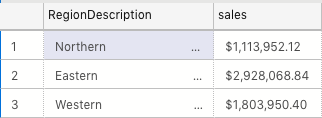 RegionDescription sales
1 Northern ... $1,113,952.12
2 Eastern ... $2,928,068.84
3 Western ... $1,803,950.40